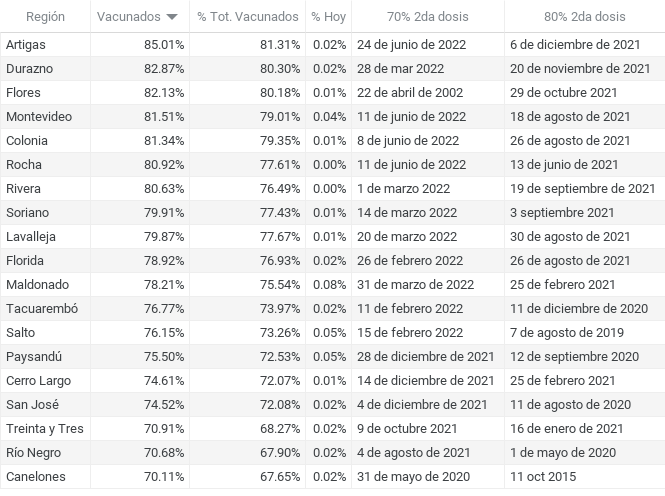 Región Vacunados % Tot. Vacunados % Hoy 70% 2da dosis 80% 2da dosis
Artigas 85.01% 81.31% 0.02% 24 de junio de 2022 6 de diciembre de 2021
Durazno 82.87% 80.30% 0.02% 28 de mar 2022 20 de noviembre de 2021
Flores 82.13% 80.18% 0.01% 22 de abril de 2002 29 de octubre 2021
Montevideo 81.51% 79.01% 0.04% 11 de junio de 2022 18 de agosto de 2021
Colonia 81.34% 79.35% 0.01% 8 de junio de 2022 26 de agosto de 2021
Rocha 80.92% 77.61% 0.00% 11 de junio de 2022 13 de junio de 2021
Rivera 80.63% 76.49% 0.00% 1 de marzo 2022 19 de septiembre de 2021
Soriano 79.91% 77.43% 0.01% 14 de marzo 2022 3 septiembre 2021
Lavalleja 79.87% 77.67% 0.01% 20 de marzo 2022 30 de agosto de 2021
Florida 78.92% 76.93% 0.02% 26 de febrero 2022 26 de agosto de 2021
Maldonado 78.21% 75.54% 0.08% 31 de marzo de 2022 25 de febrero 2021
Tacuarembó 76.77% 73.97% 0.02% 11 de febrero 2022 11 de diciembre de 2020
Salto 76.15% 73.26% 0.05% 15 de febrero 2022 7 de agosto de 2019
Paysandú 75.50% 72.53% 0.05% 28 de diciembre de 2021 12 de septiembre 2020
Cerro Largo 74.61% 72.07% 0.01% 14 de diciembre 2021 25 de febrero 2021
San José 74.52% 72.08% 0.02% 4 de diciembre 2021 11 de agosto de 2020
Treinta y Tres 70.91% 68.27% 0.02% 9 de octubre 2021 16 de enero de 2021
Río Negro 70.68% 67.90% 0.02% 4 de agosto de 2021 1 de mayo de 2020
Canelones 70.11% 67.65% 0.02% 31 de mayo de 2020 11 oct 2015